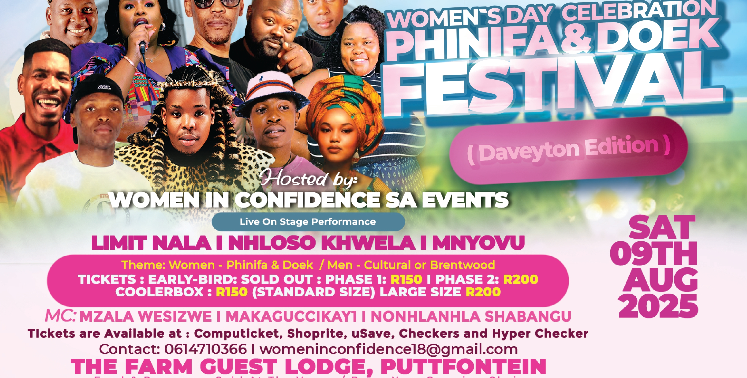 WOMEN`S DAY CELEBRATION
PHINIFA & DOEK
FESTIVAL
( Daveyton Edition )
Hosted by:
WOMEN IN CONFIDENCE SA EVENTS
Live On Stage Performance
LIMIT NALA I NHLOSO KHWELA I MNYOVU
Theme: Women - Phinifa & Doek / Men - Cultural or Brentwood
TICKETS : EARLY-BIRD: SOLD OUT : PHASE 1: R150 I PHASE 2: R200
COOLERBOX : R150 (STANDARD SIZE) LARGE SIZE R200
SAT
09TH
AUG
2025
MC: MZALA WESIZWE I MAKAGUCCIKAY1 I NONHLANHLA SHABANGU
Tickets are Available at : Computicket, Shoprite, uSave, Checkers and Hyper Checker
Contact: 0614710366 I womeninconfidence18@gmail.com
THE FARM GUEST LODGE, PUTTFONTEIN